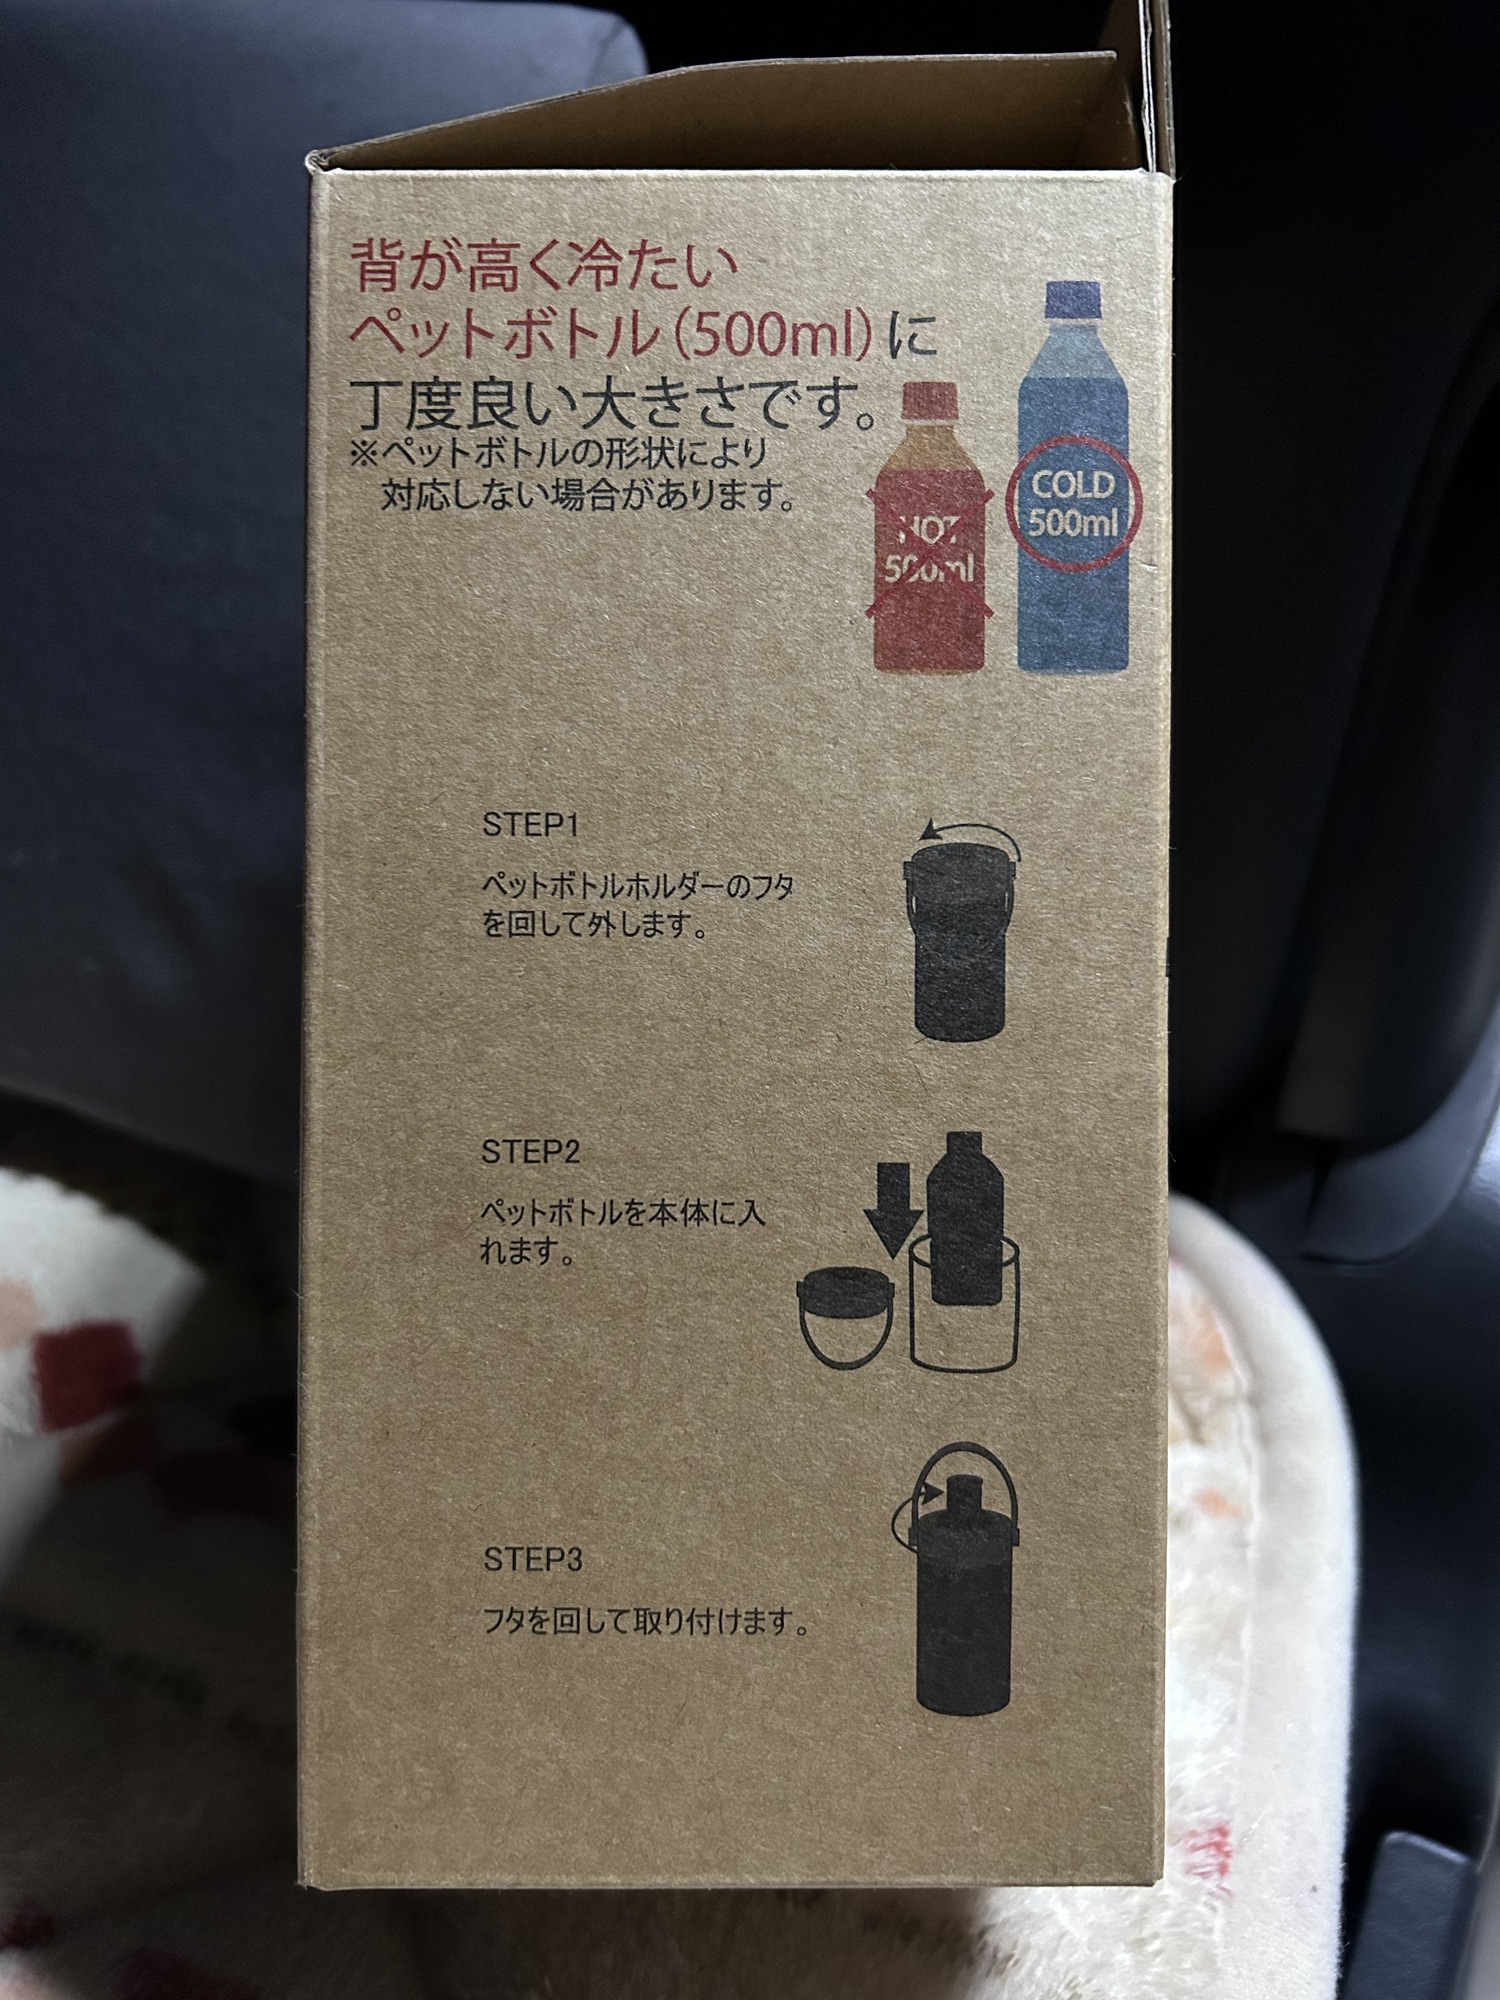 背が高く冷たい
ペットボトル(500ml)に
丁度良い大きさです。
※ペットボトルの形状により
対応しない場合があります。
HOT
500ml
COLD
500ml
STEP1
ペットボトルホルダーのフタ
を回して外します。
STEP2
ペットボトルを本体に入
れます。
STEP3
フタを回して取り付けます。